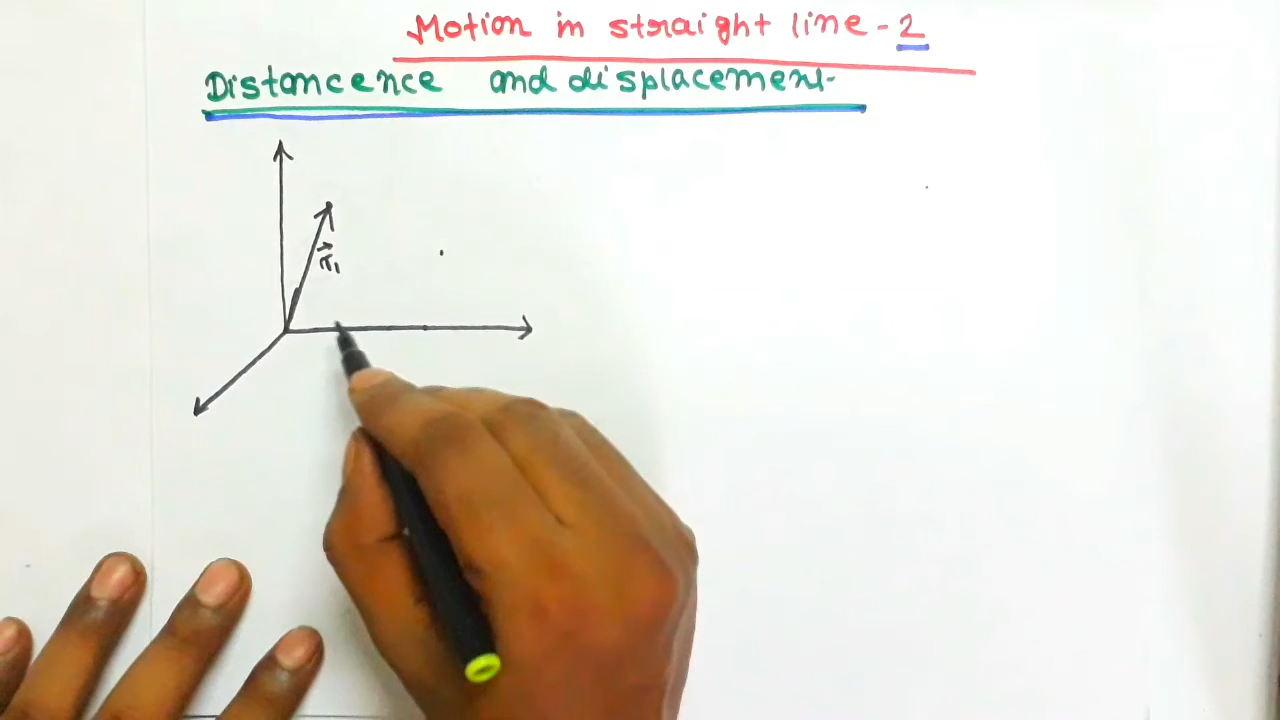 Motion in straight line - 2
Distancence and displacement-
r⃗₁